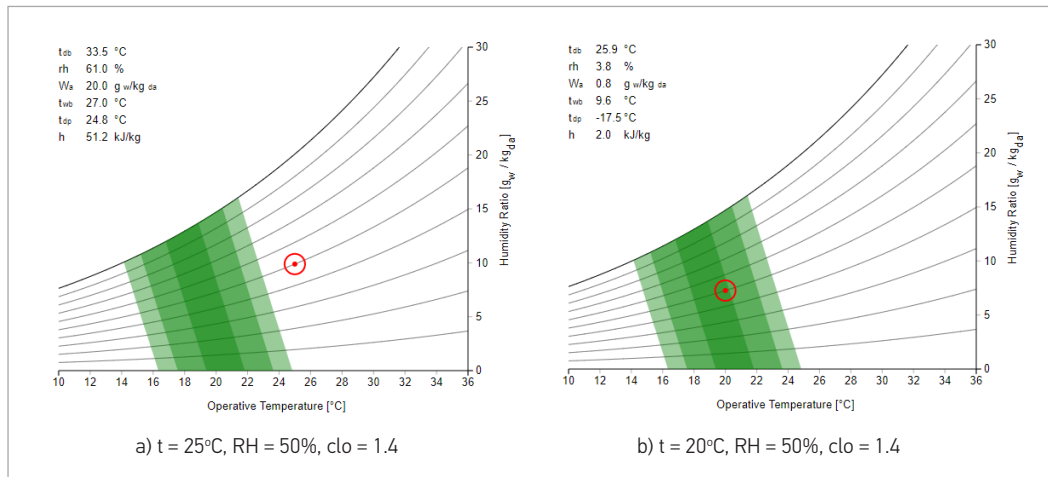 tdb 33.5 °C
rh 61.0 %
Wa 20.0 g w/kg da
twb 27.0 °C
tdp 24.8 °C
h 51.2 kJ/kg
30
25
20
15
10
5
0
Humidity Ratio [gw / kgda]
10 12 14 16 18 20 22 24 26 28 30 32 34 36
Operative Temperature [°C]
a) t = 25°C, RH = 50%, clo = 1.4
tdb 25.9 °C
rh 3.8 %
Wa 0.8 g w/kg da
twb 9.6 °C
tdp -17.5 °C
h 2.0 kJ/kg
30
25
20
15
10
5
0
Humidity Ratio [gw / kgda]
10 12 14 16 18 20 22 24 26 28 30 32 34 36
Operative Temperature [°C]
b) t = 20°C, RH = 50%, clo = 1.4